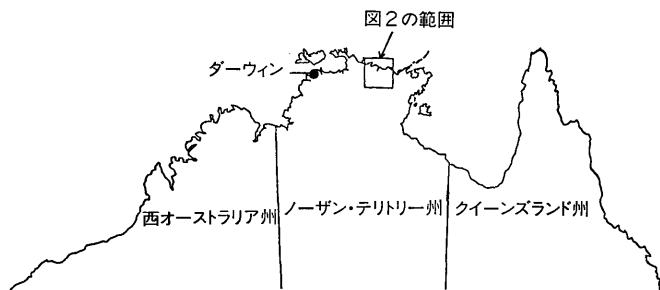 図2の範囲
ダーウィン
西オーストラリア州
ノーザン・テリトリー州
クイーンズランド州